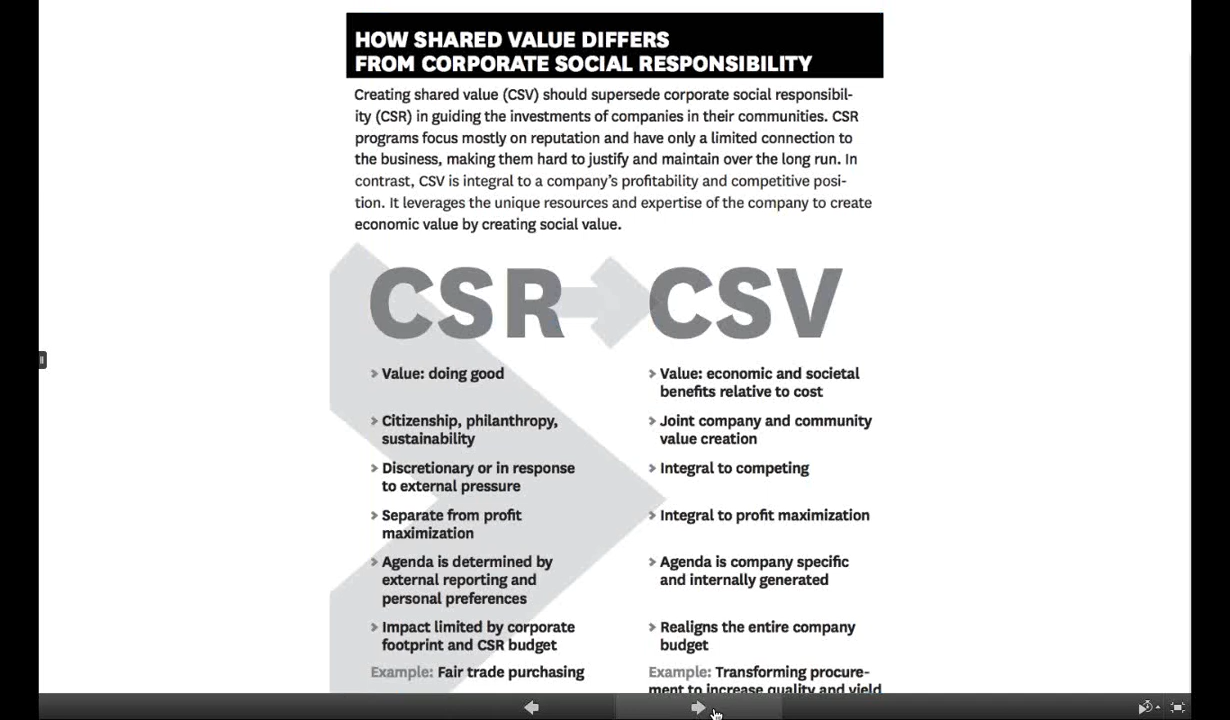 HOW SHARED VALUE DIFFERS
FROM CORPORATE SOCIAL RESPONSIBILITY
Creating shared value (CSV) should supersede corporate social responsibil-
ity (CSR) in guiding the investments of companies in their communities. CSR
programs focus mostly on reputation and have only a limited connection to
the business, making them hard to justify and maintain over the long run. In
contrast, CSV is integral to a company's profitability and competitive posi-
tion. It leverages the unique resources and expertise of the company to create
economic value by creating social value.
CSR
> Value: doing good
> Citizenship, philanthropy,
sustainability
> Discretionary or in response
to external pressure
> Separate from profit
maximization
> Agenda is determined by
external reporting and
personal preferences
> Impact limited by corporate
footprint and CSR budget
Example: Fair trade purchasing
CSV
> Value: economic and societal
benefits relative to cost
> Joint company and community
value creation
> Integral to competing
> Integral to profit maximization
> Agenda is company specific
and internally generated
> Realigns the entire company
budget
Example: Transforming procure-
ment to increase quality and yield